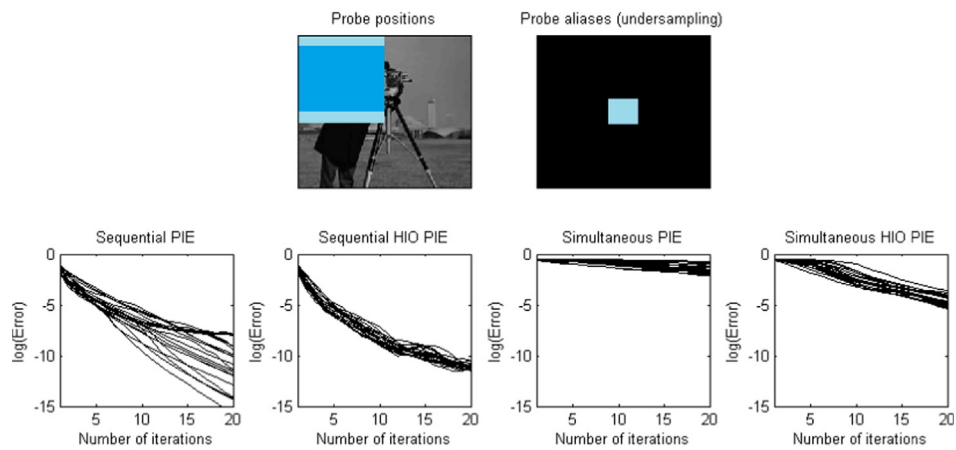 Probe positions
Probe aliases (undersampling)
Sequential PIE
Sequential HIO PIE
Simultaneous PIE
Simultaneous HIO PIE
0
-5
-10
-15
log(Error)
5
10
15
20
Number of iterations
0
-5
-10
-15
log(Error)
5
10
15
20
Number of iterations
0
-5
-10
-15
log(Error)
5
10
15
20
Number of iterations
0
-5
-10
-15
log(Error)
5
10
15
20
Number of iterations